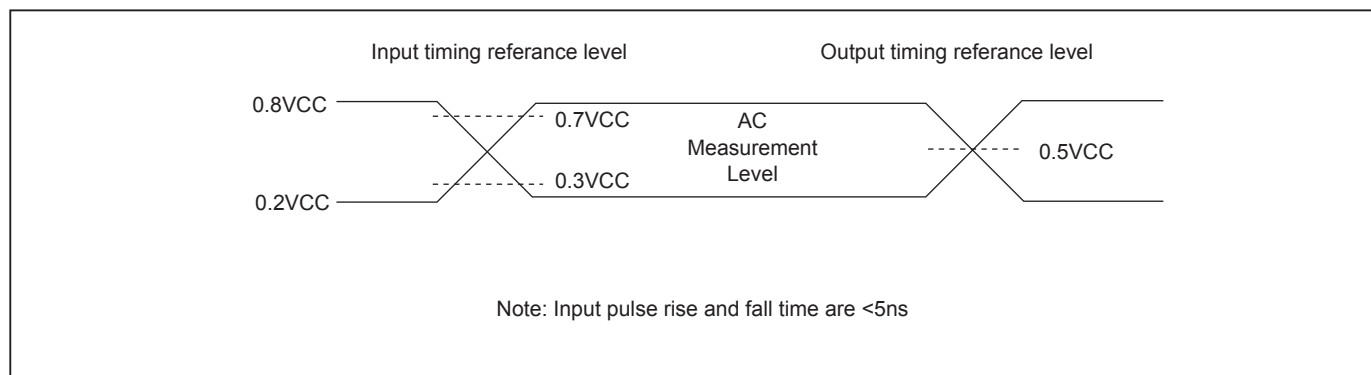 Input timing referance level
Output timing referance level
0.8VCC
0.7VCC
AC
Measurement
Level
0.5VCC
0.3VCC
0.2VCC
Note: Input pulse rise and fall time are <5ns